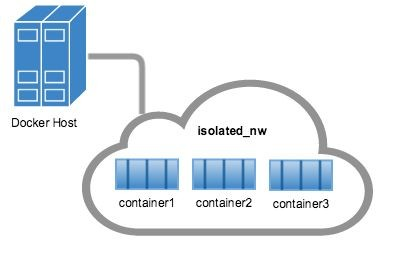 Docker Host
isolated_nw
container1 container2 container3